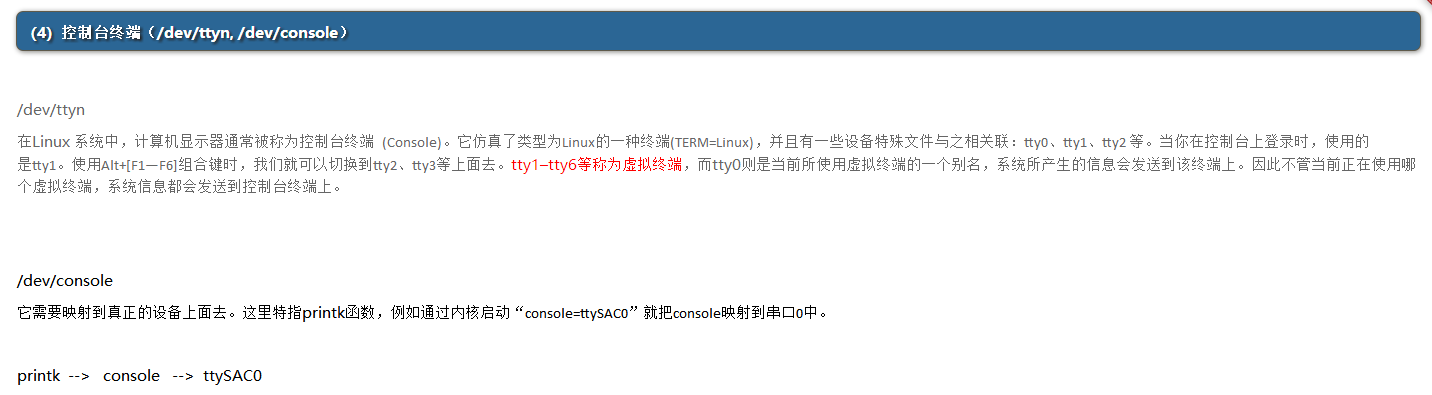 (4) 控制台终端（/dev/ttyn, /dev/console）
/dev/ttyn
在Linux 系统中，计算机显示器通常被称为控制台终端 (Console)。它仿真了类型为Linux的一种终端(TERM=Linux)，并且有一些设备特殊文件与之相关联：tty0、tty1、tty2 等。当你在控制台上登录时，使用的
是tty1。使用Alt+[F1—F6]组合键时，我们就可以切换到tty2、tty3等上面去。tty1–tty6等称为虚拟终端，而tty0则是当前所使用虚拟终端的一个别名，系统所产生的信息会发送到该终端上。因此不管当前正在使用哪
个虚拟终端，系统信息都会发送到控制台终端上。
/dev/console
它需要映射到真正的设备上面去。这里特指printk函数，例如通过内核启动“console=ttySAC0”就把console映射到串口0中。
printk --> console --> ttySAC0